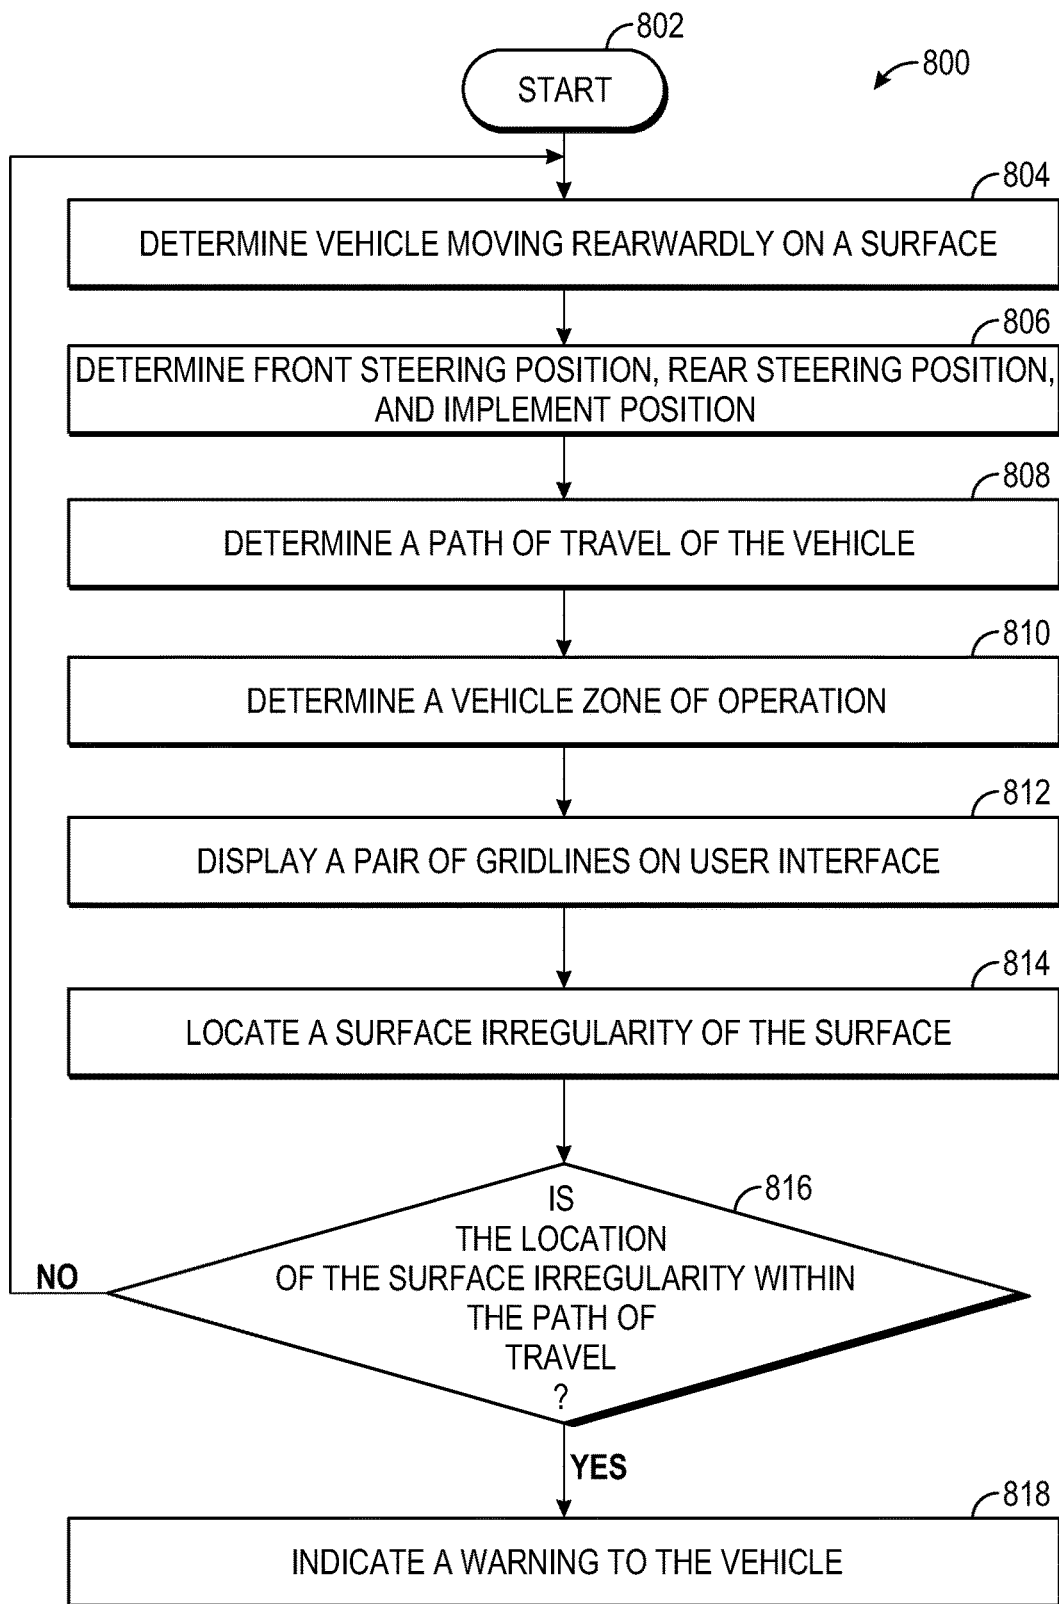 802
START
800
804
DETERMINE VEHICLE MOVING REARWARDLY ON A SURFACE
806
DETERMINE FRONT STEERING POSITION, REAR STEERING POSITION,
AND IMPLEMENT POSITION
808
DETERMINE A PATH OF TRAVEL OF THE VEHICLE
810
DETERMINE A VEHICLE ZONE OF OPERATION
812
DISPLAY A PAIR OF GRIDLINES ON USER INTERFACE
814
LOCATE A SURFACE IRREGULARITY OF THE SURFACE
816
IS
THE LOCATION
OF THE SURFACE IRREGULARITY WITHIN
THE PATH OF
TRAVEL
?
NO
YES
818
INDICATE A WARNING TO THE VEHICLE